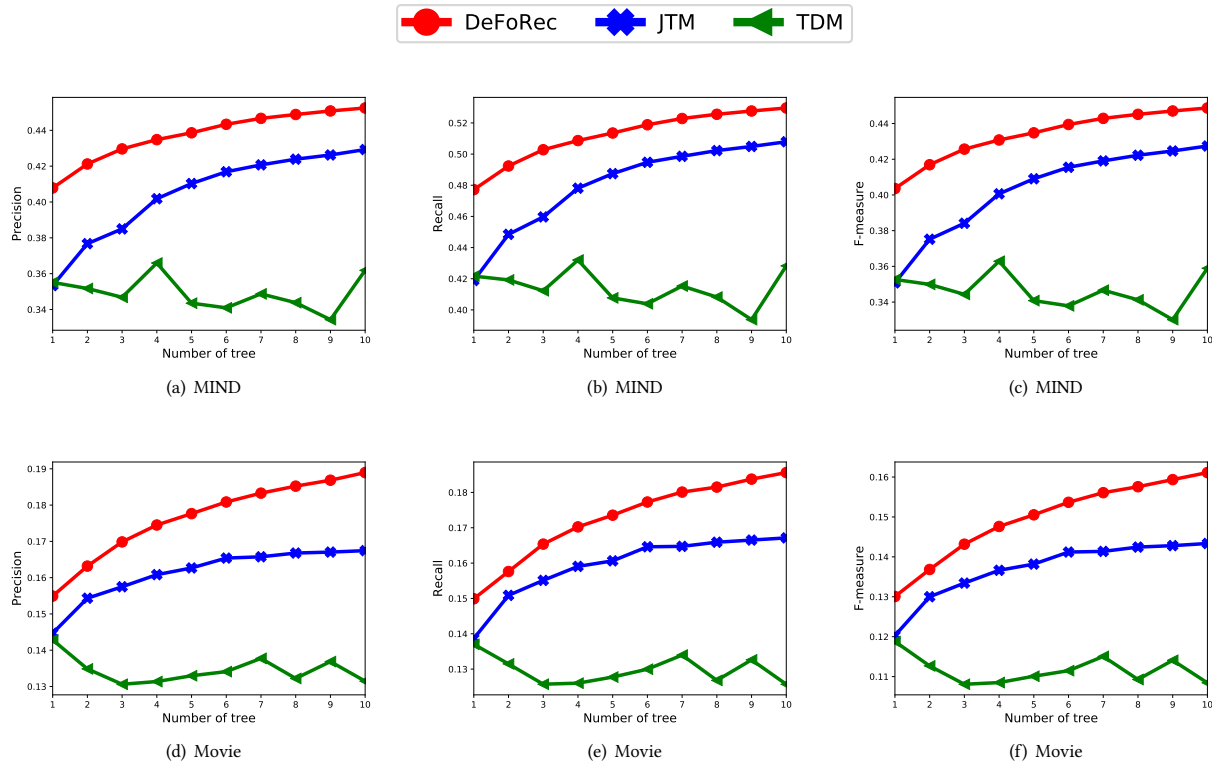 DeFoRec JTM TDM
Precision
0.44
0.42
0.40
0.38
0.36
0.34
1 2 3 4 5 6 7 8 9 10
Number of tree
(a) MIND
Recall
0.52
0.50
0.48
0.46
0.44
0.42
0.40
1 2 3 4 5 6 7 8 9 10
Number of tree
(b) MIND
F-measure
0.44
0.42
0.40
0.38
0.36
0.34
1 2 3 4 5 6 7 8 9 10
Number of tree
(c) MIND
Precision
0.19
0.18
0.17
0.16
0.15
0.14
0.13
1 2 3 4 5 6 7 8 9 10
Number of tree
(d) Movie
Recall
0.18
0.17
0.16
0.15
0.14
0.13
1 2 3 4 5 6 7 8 9 10
Number of tree
(e) Movie
F-measure
0.16
0.15
0.14
0.13
0.12
0.11
1 2 3 4 5 6 7 8 9 10
Number of tree
(f) Movie